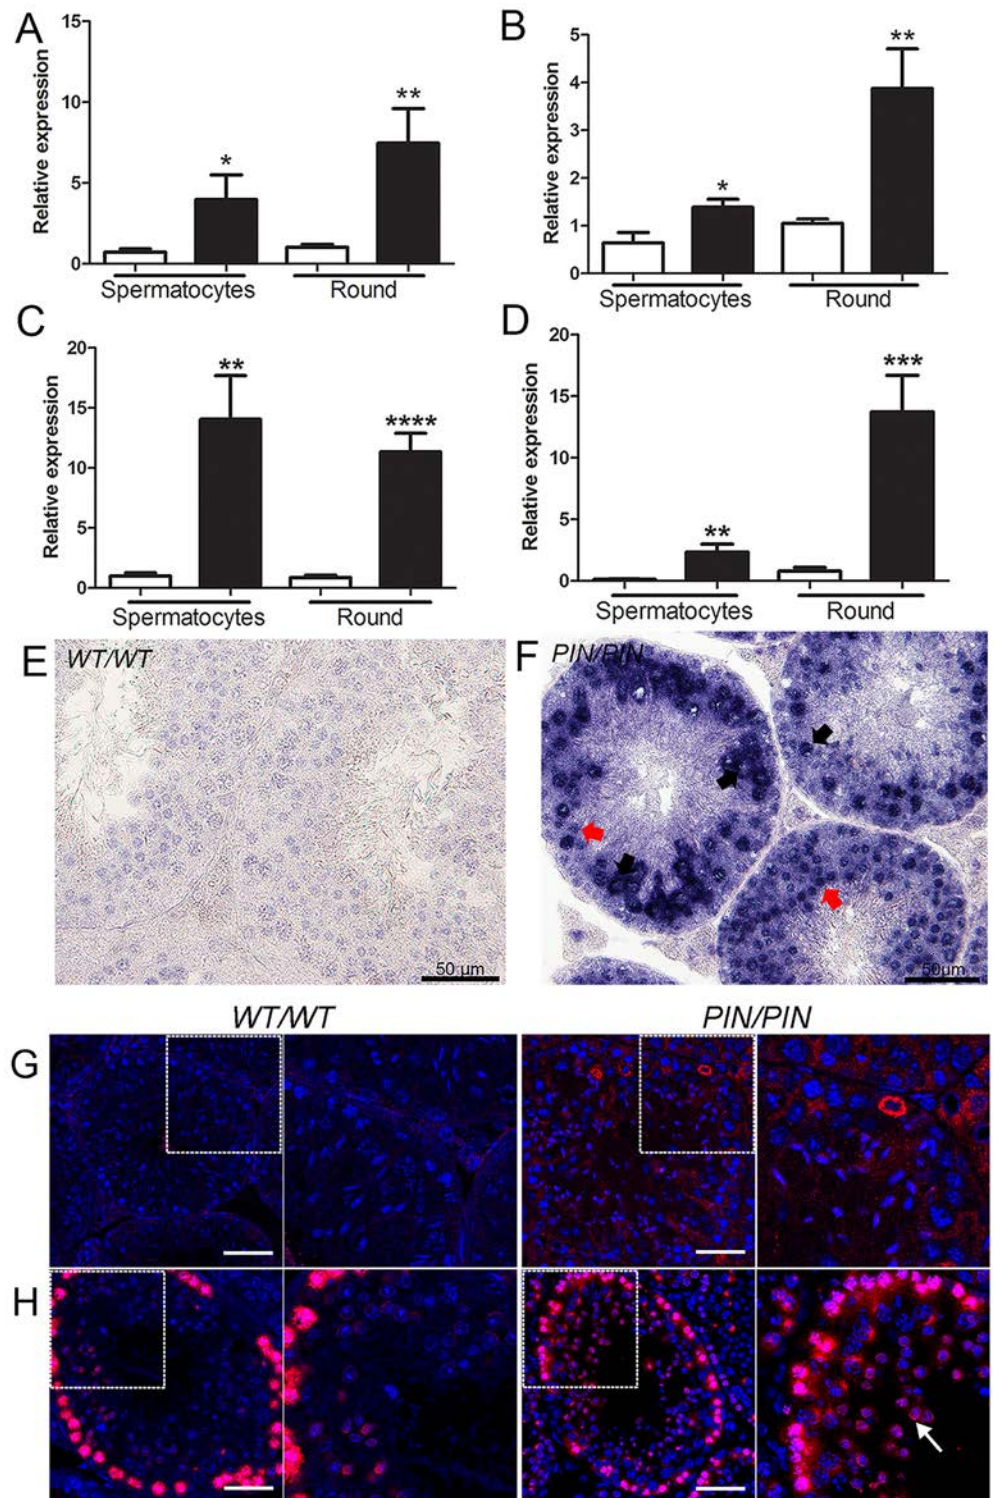 A
Relative expression
15
10
5
0
*
**
Spermatocytes
Round
B
Relative expression
5
4
3
2
1
0
*
**
Spermatocytes
Round
C
Relative expression
20
15
10
5
0
**
****
Spermatocytes
Round
D
Relative expression
20
15
10
5
0
**
***
Spermatocytes
Round
E
WT/WT
50 µm
F
PIN/PIN
50µm
WT/WT
PIN/PIN
G
H